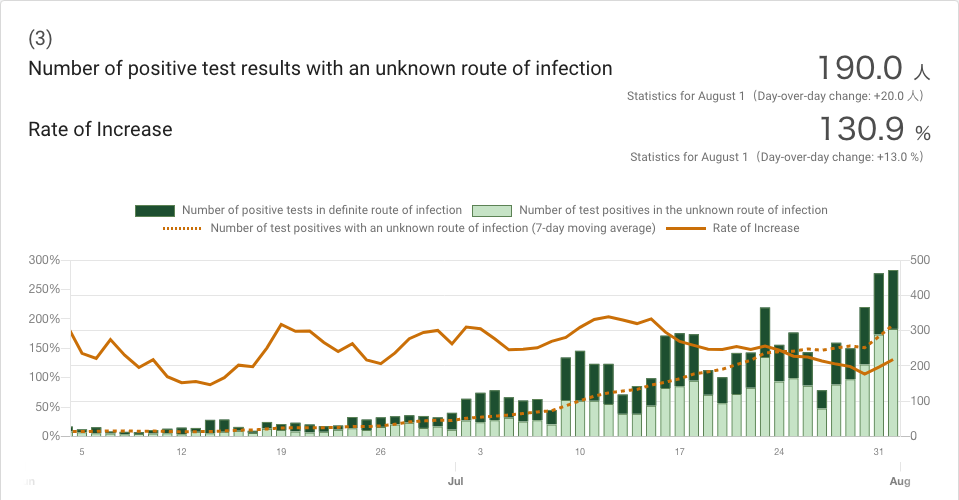 (3)
Number of positive test results with an unknown route of infection
190.0 人
Statistics for August 1（Day-over-day change: +20.0 人）
Rate of Increase
130.9 %
Statistics for August 1（Day-over-day change: +13.0 %）
Number of positive tests in definite route of infection Number of test positives in the unknown route of infection
Number of test positives with an unknown route of infection (7-day moving average) Rate of Increase
300% 500
250%
400
200%
300
150%
200
100%
100
50%
0% 0
5 12 19 26 3 10 17 24 31
Jul Aug